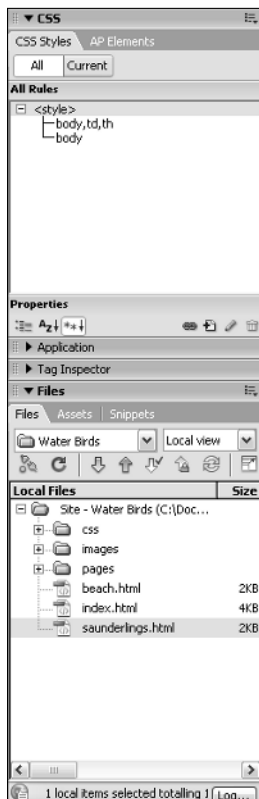 CSS
CSS Styles AP Elements
All Current
All Rules
<style>
body,td,th
body
Properties
Application
Tag Inspector
Files
Files Assets Snippets
Water Birds Local view
Local Files Size
Site - Water Birds (C:\Doc...
css
images
pages
beach.html 2KB
index.html 4KB
saunderlings.html 2KB
1 local items selected totalling 1 Log...